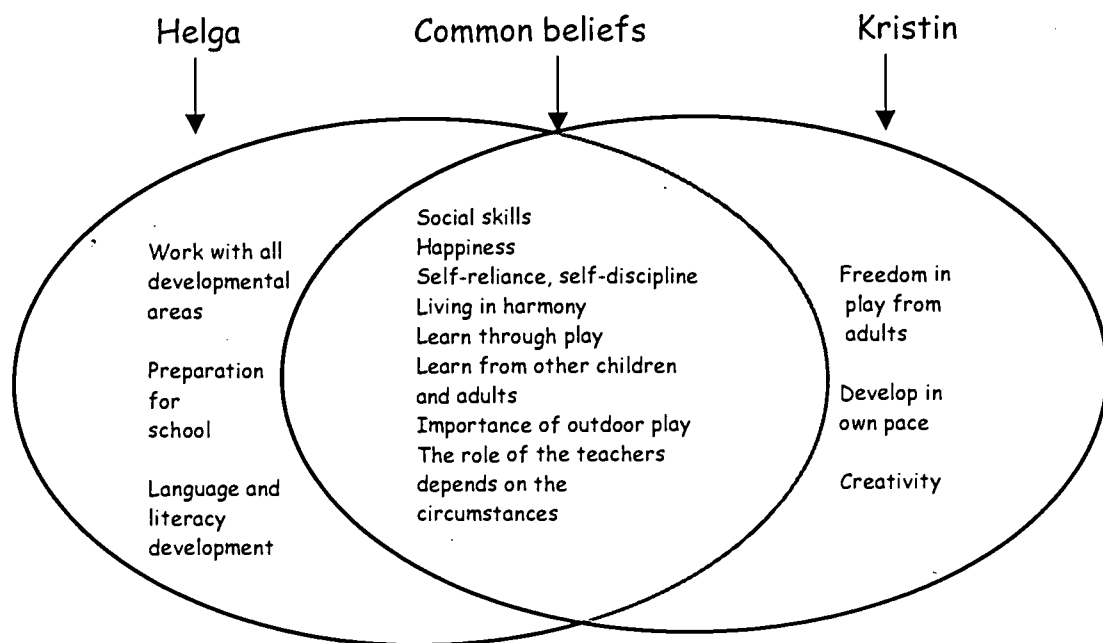 Helga
Common beliefs
Kristin
Work with all
developmental
areas
Preparation
for
school
Language and
literacy
development
Social skills
Happiness
Self-reliance, self-discipline
Living in harmony
Learn through play
Learn from other children
and adults
Importance of outdoor play
The role of the teachers
depends on the
circumstances
Freedom in
play from
adults
Develop in
own pace
Creativity